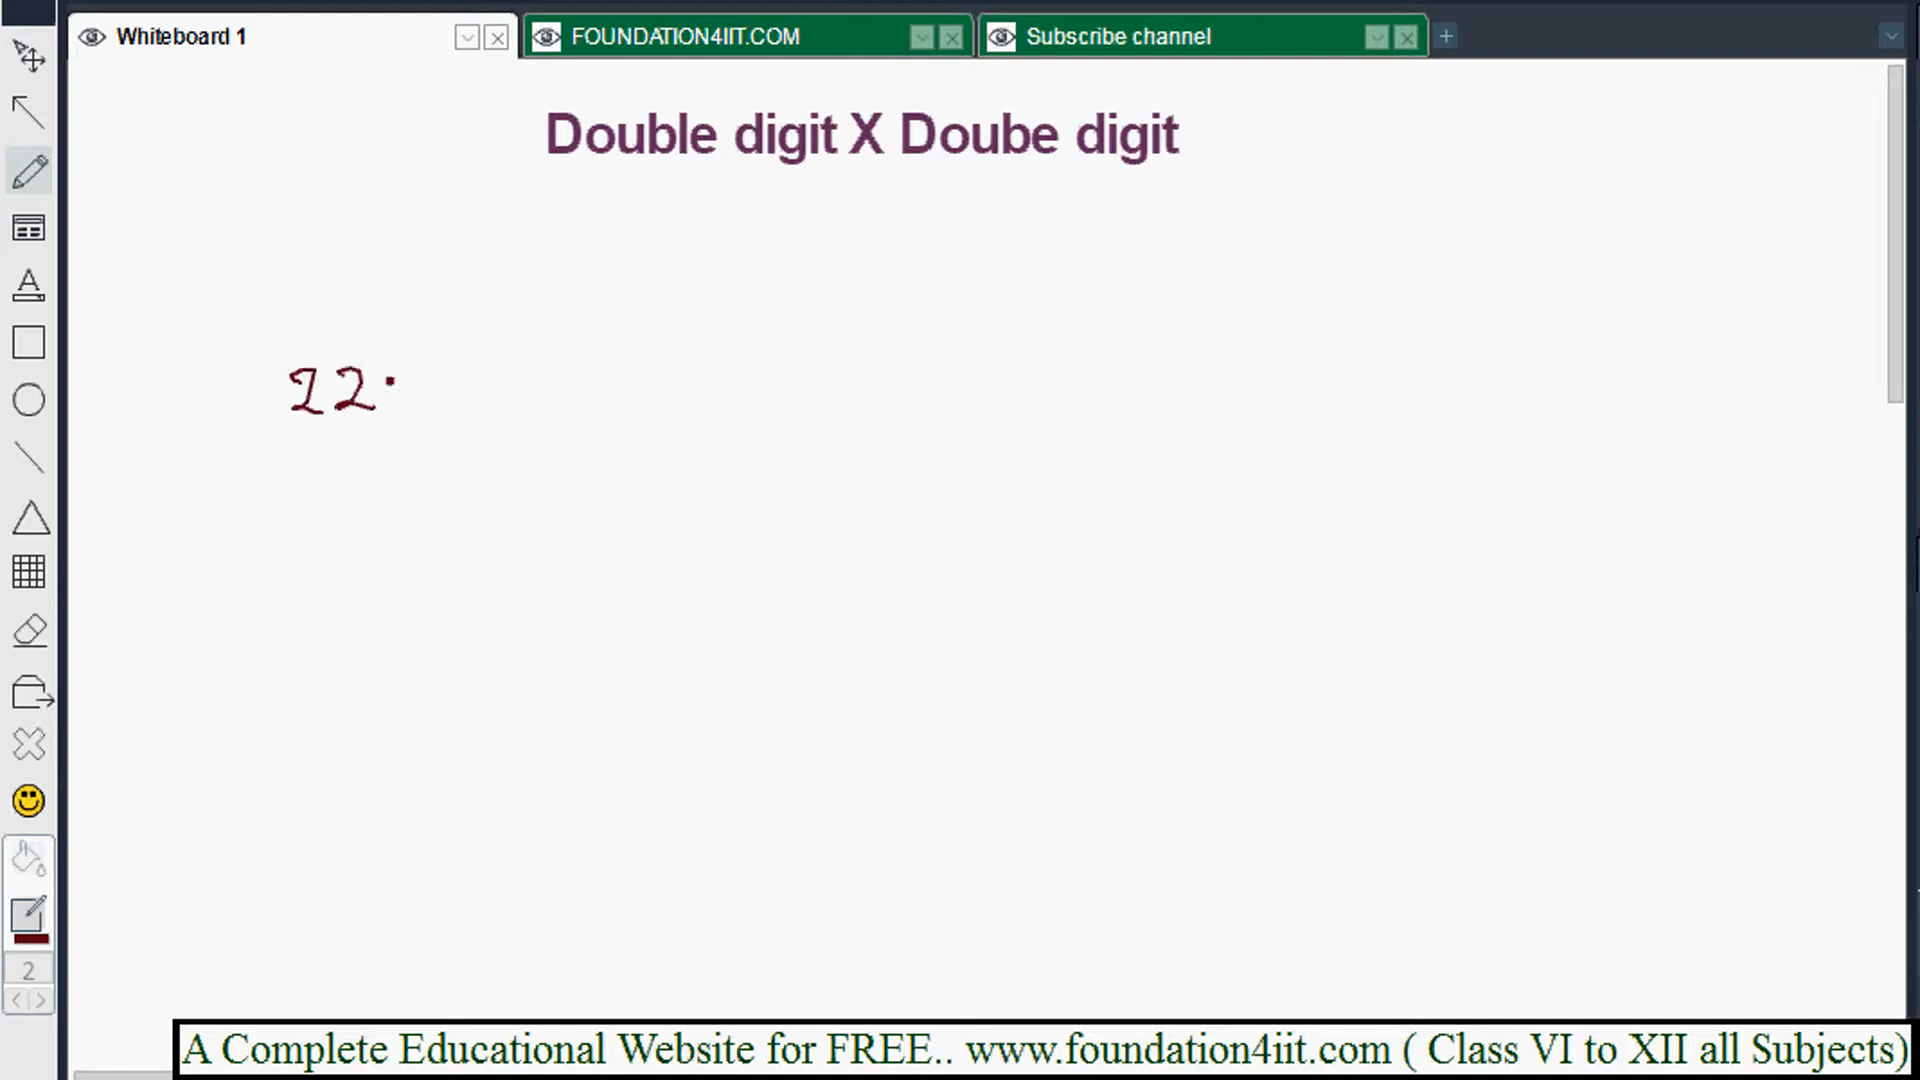 Whiteboard 1
FOUNDATION4IIT.COM
Subscribe channel
Double digit X Doube digit
22
2
A Complete Educational Website for FREE.. www.foundation4iit.com ( Class VI to XII all Subjects)